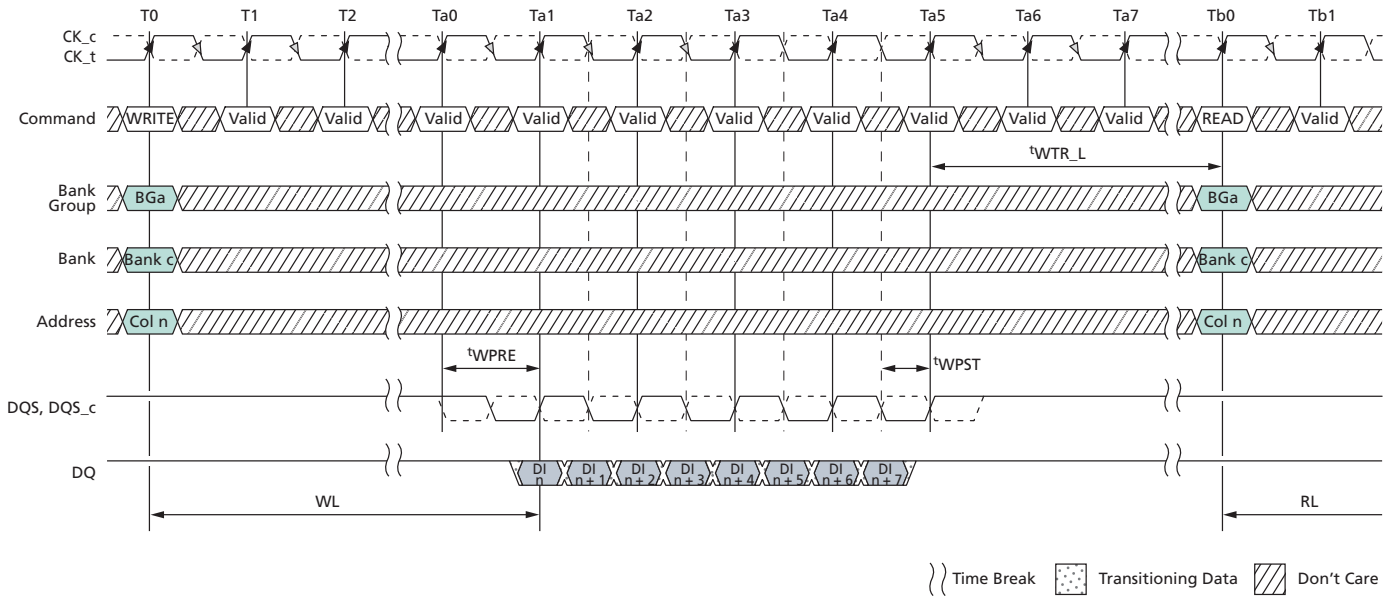 T0 T1 T2 Ta0 Ta1 Ta2 Ta3 Ta4 Ta5 Ta6 Ta7 Tb0 Tb1
CK_c
CK_t
Command WRITE Valid Valid Valid Valid Valid Valid Valid Valid Valid Valid READ Valid
tWTR_L
Bank
Group BGa BGa
Bank Bank c Bank c
Address Col n Col n
tWPRE tWPST
DQS, DQS_c
DQ DI n DI n + 1 DI n + 2 DI n + 3 DI n + 4 DI n + 5 DI n + 6 DI n + 7
WL RL
Time Break Transitioning Data Don't Care